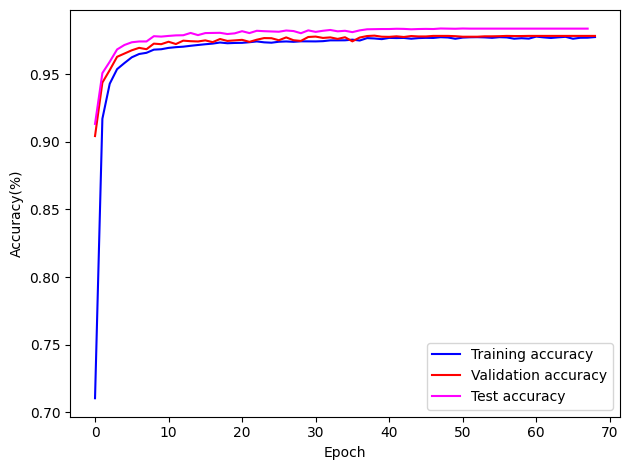 0.95
0.90
0.85
0.80
0.75
0.70
Accuracy(%)
0 10 20 30 40 50 60 70
Epoch
Training accuracy
Validation accuracy
Test accuracy